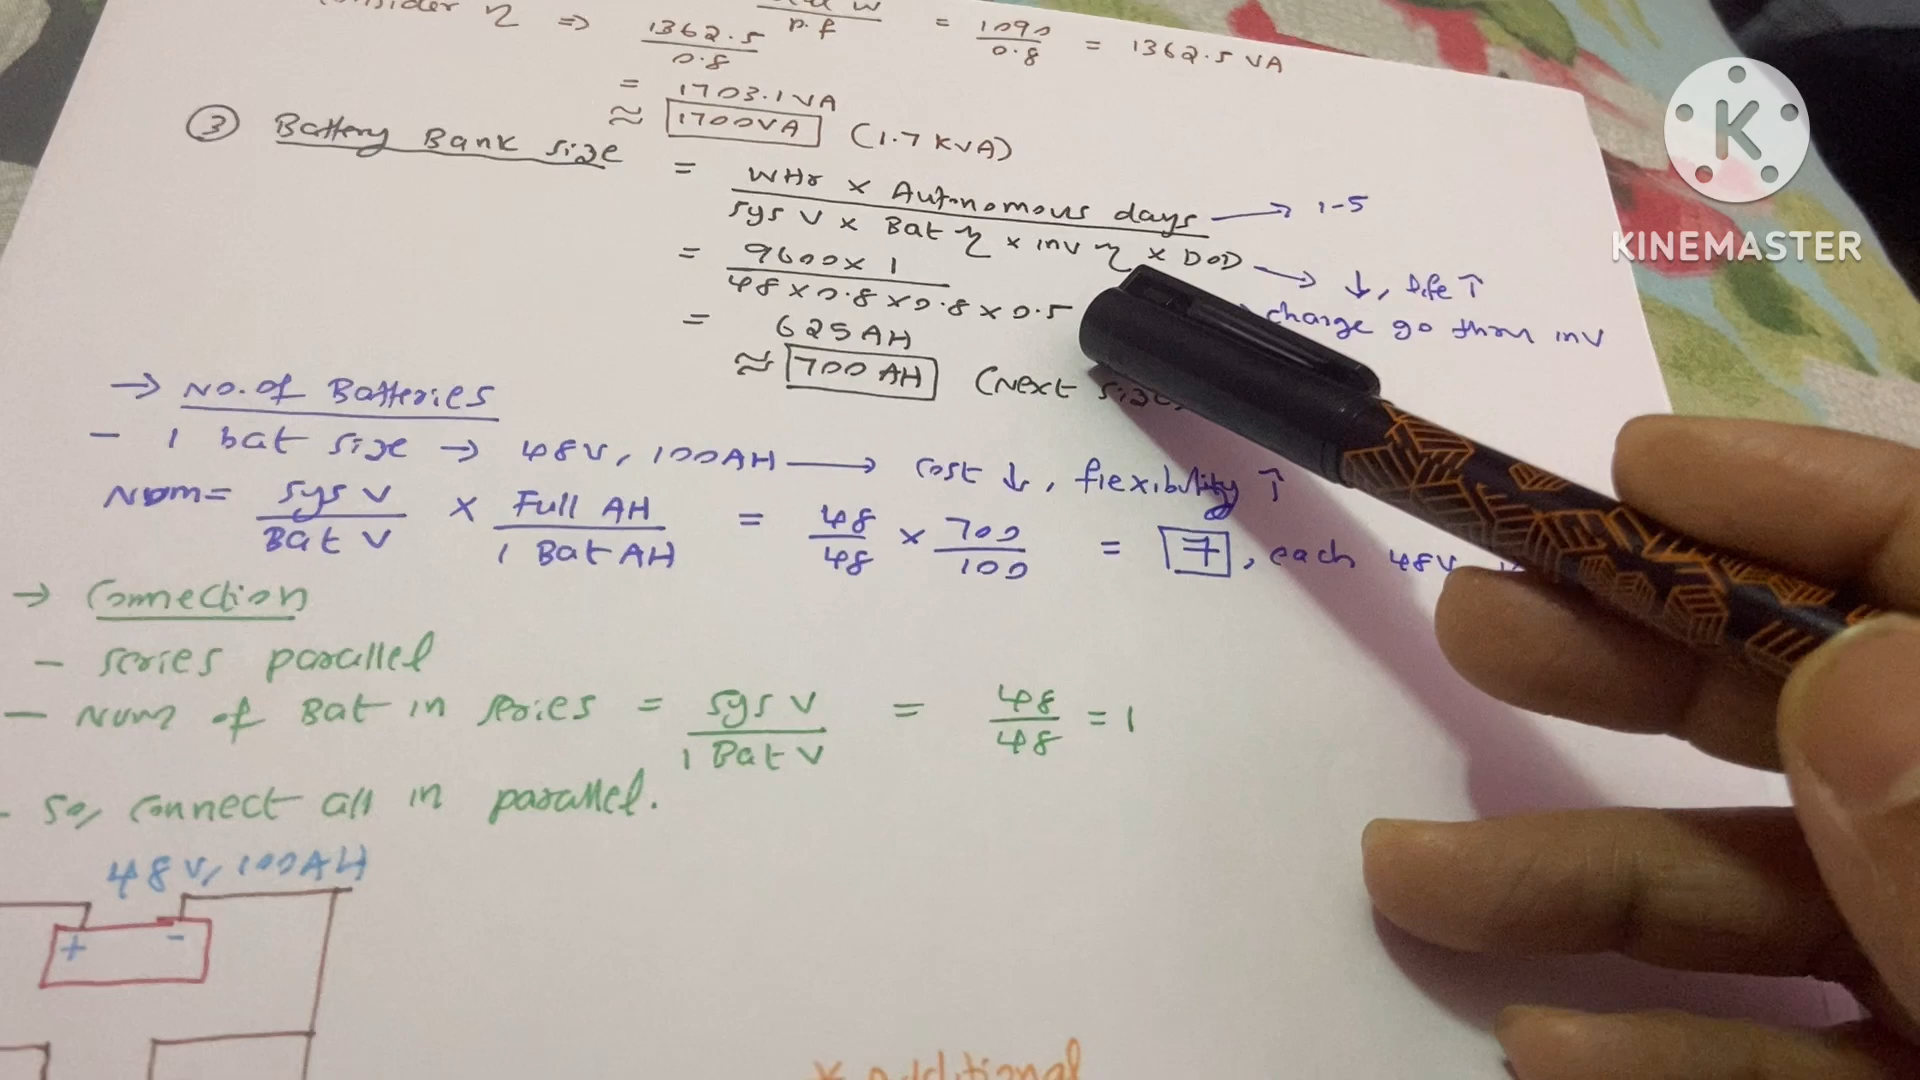 η ⇒ 1362.5 / 0.8 p.f = 1090 / 0.8 = 1362.5 VA
= 1703.1 VA
≈ 1700VA (1.7 KVA)
③ Battery Bank size = WHr × Autonomous days / Sys V × Bat η × inv η × DOD → 1-5
→ ↓, life ↑
= 9600 × 1 / 48 × 0.8 × 0.8 × 0.5
charge go thro inv
= 625 AH
≈ 700 AH (Next size
→ No. of Batteries
- 1 bat size → 48V, 100AH → cost ↓, flexibility ↑
= Sys V / Bat V × Full AH / 1 Bat AH = 48 / 48 × 700 / 100 = 7, each 48V
→ Connection
- series parallel
- Num of Bat in series = Sys V / 1 Bat V = 48 / 48 = 1
- So, connect all in parallel.
48V, 100AH
+ -
* additional
KINEMASTER